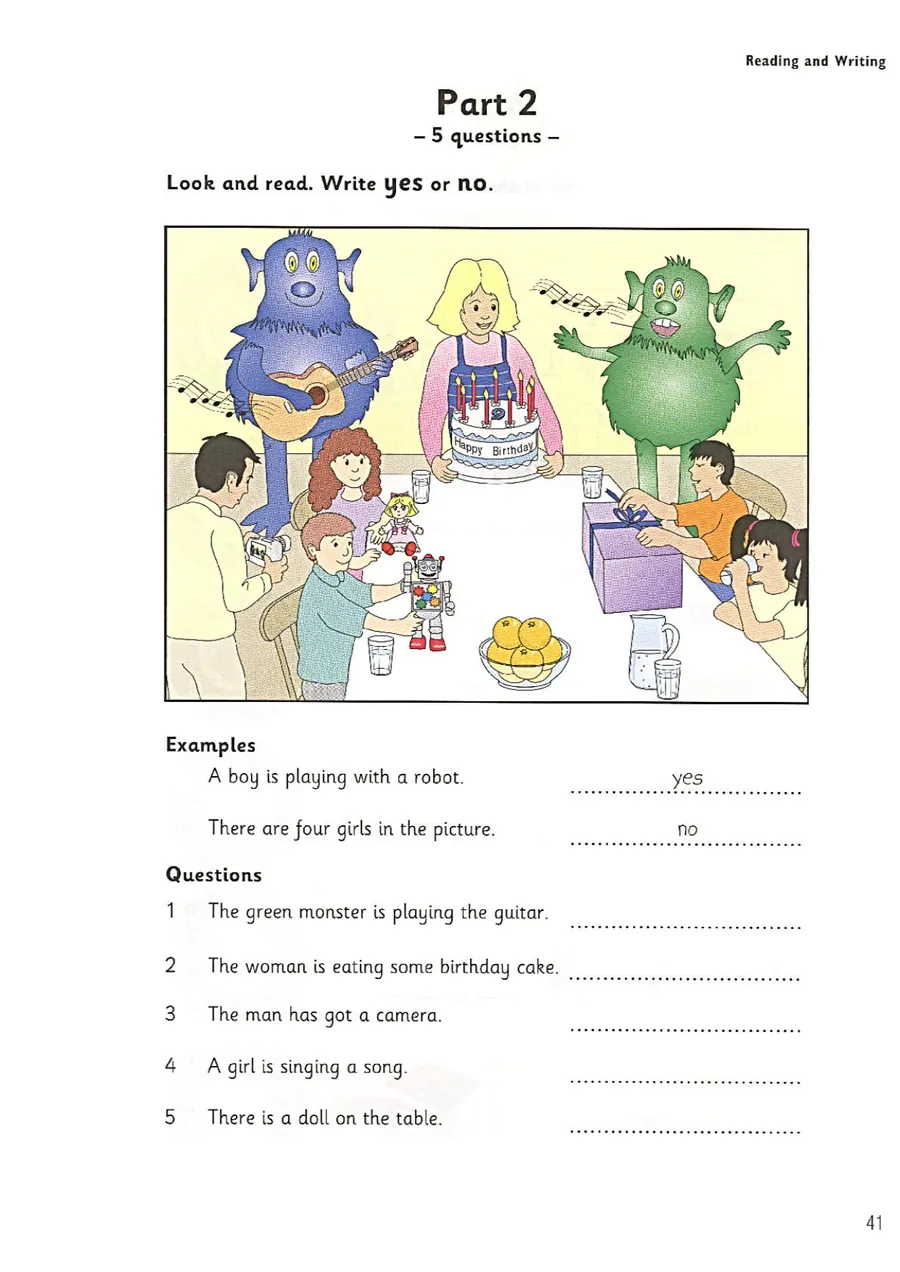 Reading and Writing
Part 2
– 5 questions –
Look and read. Write yes or no.
9
Happy Birthday
Examples
A boy is playing with a robot. yes
There are four girls in the picture. no
Questions
1 The green monster is playing the guitar.
2 The woman is eating some birthday cake.
3 The man has got a camera.
4 A girl is singing a song.
5 There is a doll on the table.
41